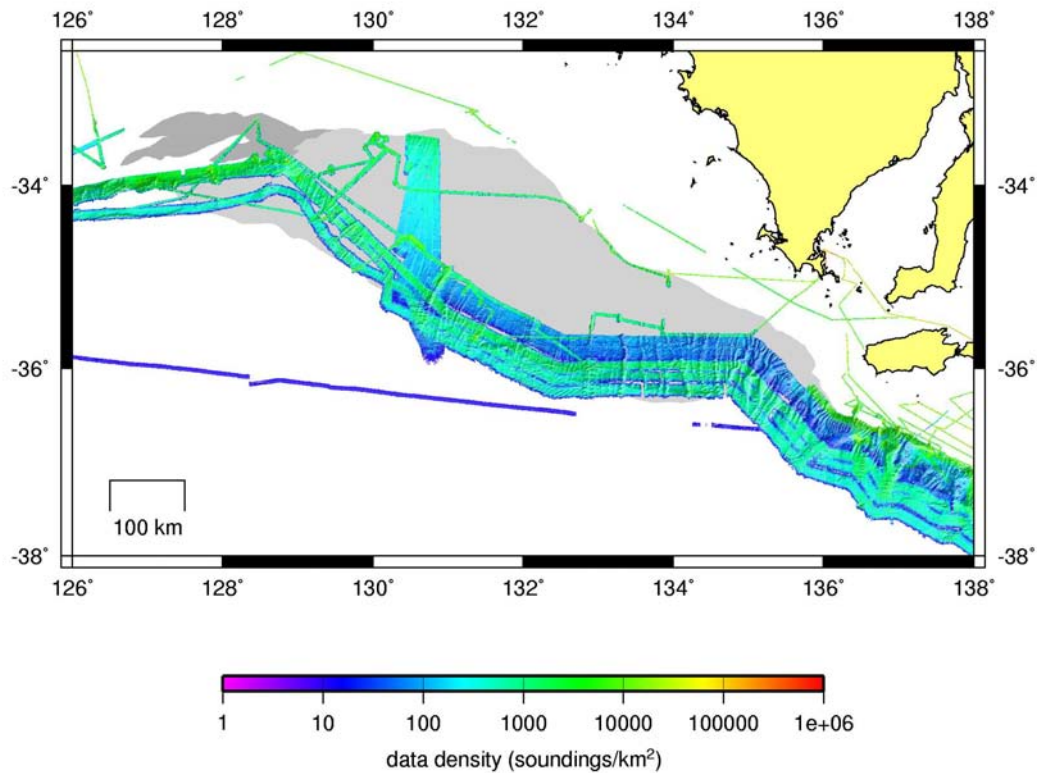 126˚ 128˚ 130˚ 132˚ 134˚ 136˚ 138˚
-34˚ -34˚
-36˚ -36˚
100 km
-38˚ -38˚
126˚ 128˚ 130˚ 132˚ 134˚ 136˚ 138˚
1 10 100 1000 10000 100000 1e+06
data density (soundings/km²)